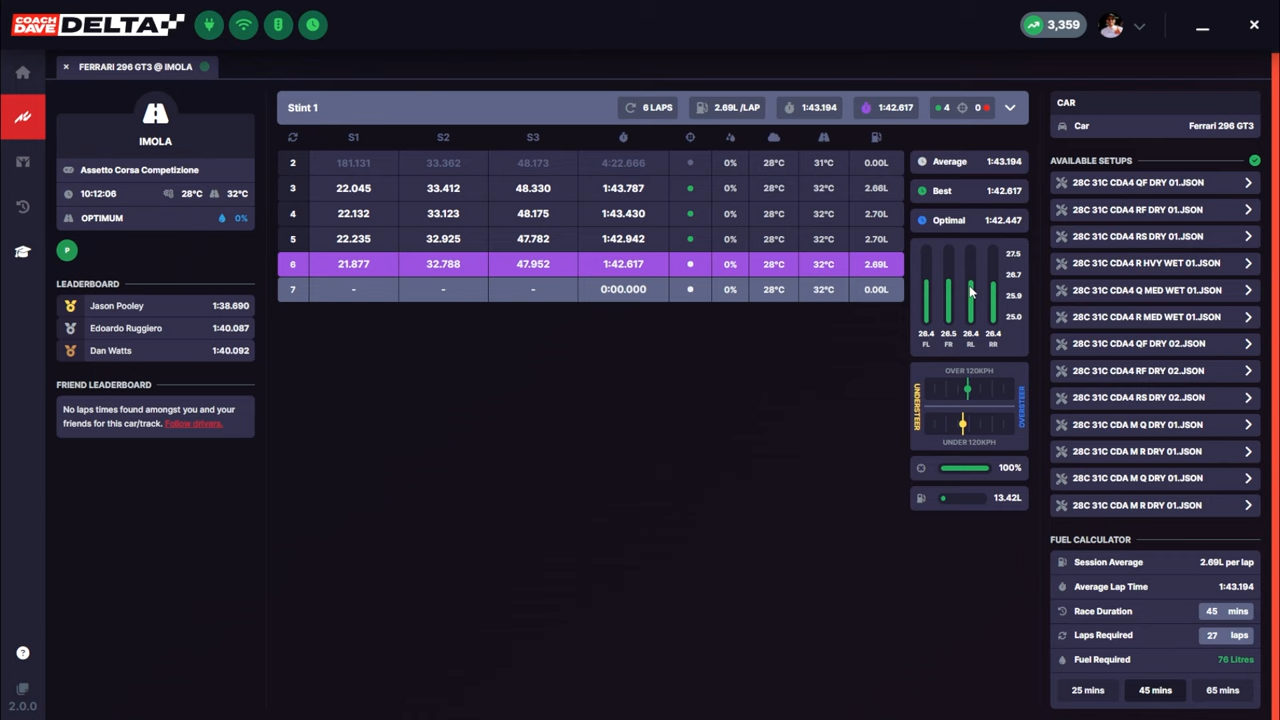 COACH DAVE DELTA
3,359
FERRARI 296 GT3 @ IMOLA
IMOLA
Assetto Corsa Competizione
10:12:06 28°C 32°C
OPTIMUM 0%
P
LEADERBOARD
Jason Pooley 1:38.690
Edoardo Ruggiero 1:40.087
Dan Watts 1:40.092
FRIEND LEADERBOARD
No laps times found amongst you and your
friends for this car/track. Follow drivers.
?
2.0.0
Stint 1 6 LAPS 2.69L /LAP 1:43.194 1:42.617 4 0
S1 S2 S3
2 181.131 33.362 48.173 4:22.666 0% 28°C 31°C 0.00L
3 22.045 33.412 48.330 1:43.787 0% 28°C 32°C 2.66L
4 22.132 33.123 48.175 1:43.430 0% 28°C 32°C 2.70L
5 22.235 32.925 47.782 1:42.942 0% 28°C 32°C 2.70L
6 21.877 32.788 47.952 1:42.617 0% 28°C 32°C 2.69L
7 - - - 0:00.000 0% 28°C 32°C 0.00L
Average 1:43.194
Best 1:42.617
Optimal 1:42.447
27.5
26.7
25.9
25.0
26.4 26.5 26.4 26.4
FL FR RL RR
OVER 120KPH
UNDERSTEER
OVERSTEER
UNDER 120KPH
100%
13.42L
CAR
Car Ferrari 296 GT3
AVAILABLE SETUPS
28C 31C CDA4 QF DRY 01.JSON
28C 31C CDA4 RF DRY 01.JSON
28C 31C CDA4 RS DRY 01.JSON
28C 31C CDA4 R HVY WET 01.JSON
28C 31C CDA4 Q MED WET 01.JSON
28C 31C CDA4 R MED WET 01.JSON
28C 31C CDA4 QF DRY 02.JSON
28C 31C CDA4 RF DRY 02.JSON
28C 31C CDA4 RS DRY 02.JSON
28C 31C CDA M Q DRY 01.JSON
28C 31C CDA M R DRY 01.JSON
28C 31C CDA M Q DRY 01.JSON
28C 31C CDA M R DRY 01.JSON
FUEL CALCULATOR
Session Average 2.69L per lap
Average Lap Time 1:43.194
Race Duration 45 mins
Laps Required 27 laps
Fuel Required 76 Litres
25 mins 45 mins 65 mins